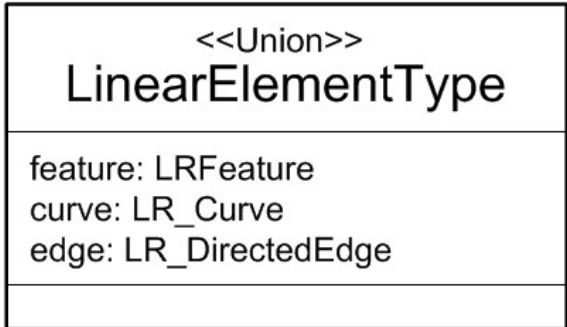 <<Union>>
LinearElementType
feature: LRFeature
curve: LR_Curve
edge: LR_DirectedEdge